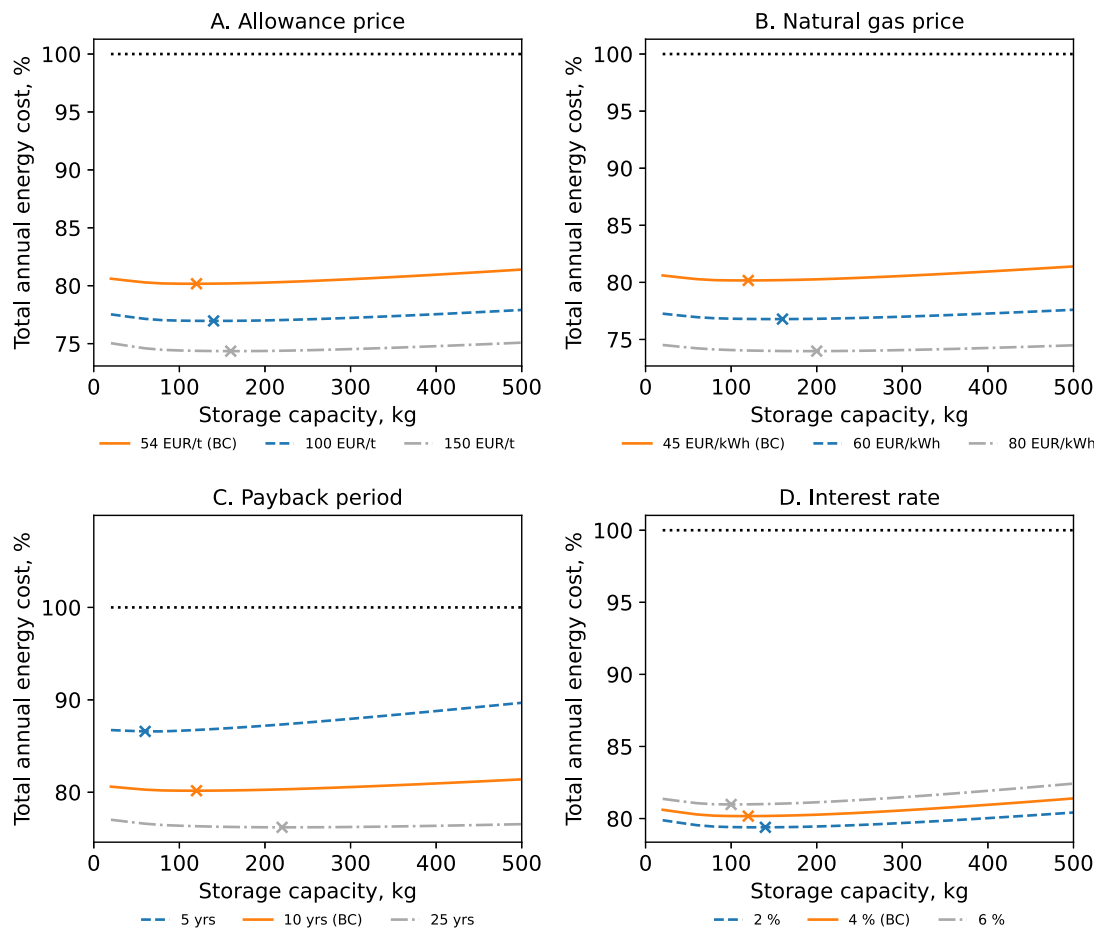 A. Allowance price
Total annual energy cost, %
100
95
90
85
80
75
0 100 200 300 400 500
Storage capacity, kg
54 EUR/t (BC) 100 EUR/t 150 EUR/t
B. Natural gas price
Total annual energy cost, %
100
95
90
85
80
75
0 100 200 300 400 500
Storage capacity, kg
45 EUR/kWh (BC) 60 EUR/kWh 80 EUR/kWh
C. Payback period
Total annual energy cost, %
100
90
80
0 100 200 300 400 500
Storage capacity, kg
5 yrs 10 yrs (BC) 25 yrs
D. Interest rate
Total annual energy cost, %
100
95
90
85
80
0 100 200 300 400 500
Storage capacity, kg
2 % 4 % (BC) 6 %